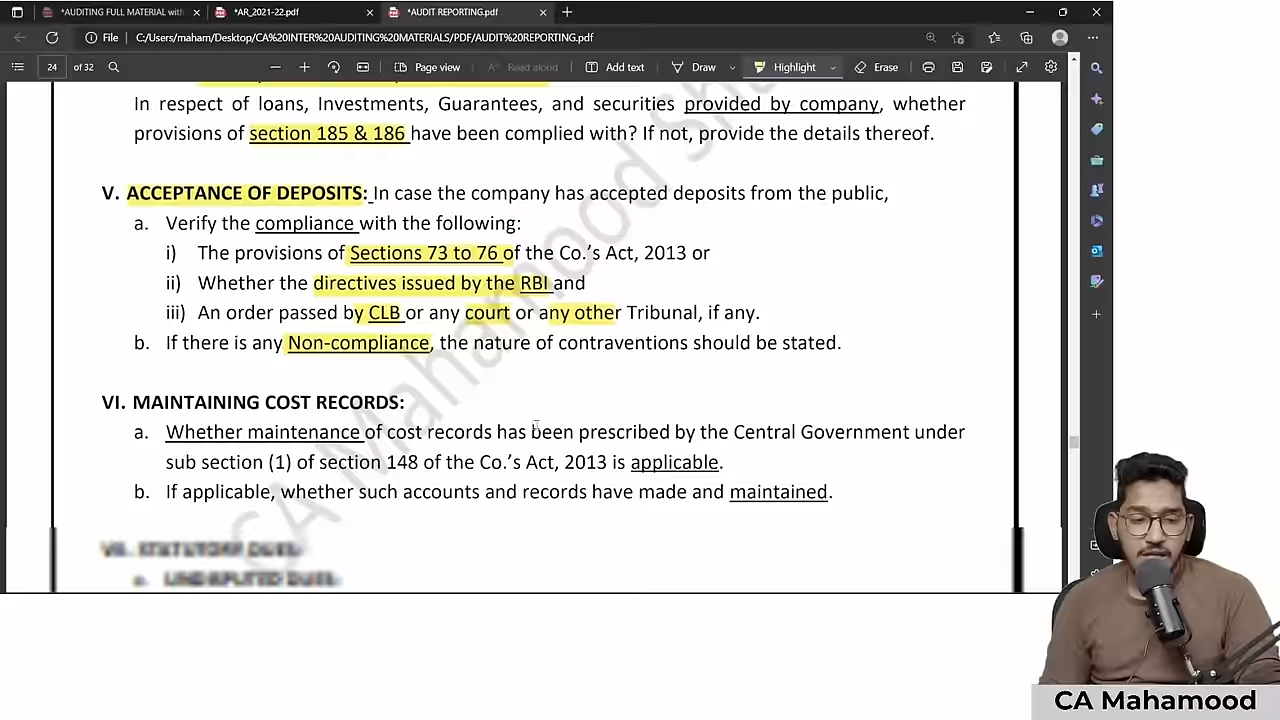 *AUDITING FULL MATERIAL with
*AR_2021-22.pdf
*AUDIT REPORTING.pdf
File
C:/Users/maham/Desktop/CA%20INTER%20AUDITING%20MATERIALS/PDF/AUDIT%20REPORTING.pdf
24 of 32
Page view
Read aloud
Add text
Draw
Highlight
Erase
In respect of loans, Investments, Guarantees, and securities provided by company, whether
provisions of section 185 & 186 have been complied with? If not, provide the details thereof.
V. ACCEPTANCE OF DEPOSITS: In case the company has accepted deposits from the public,
a. Verify the compliance with the following:
i) The provisions of Sections 73 to 76 of the Co.'s Act, 2013 or
ii) Whether the directives issued by the RBI and
iii) An order passed by CLB or any court or any other Tribunal, if any.
b. If there is any Non-compliance, the nature of contraventions should be stated.
VI. MAINTAINING COST RECORDS:
a. Whether maintenance of cost records has been prescribed by the Central Government under
sub section (1) of section 148 of the Co.'s Act, 2013 is applicable.
b. If applicable, whether such accounts and records have made and maintained.
VII. STATUTORY DUES:
a. UNDISPUTED DUES:
CA Mahamood
CA Mahamood